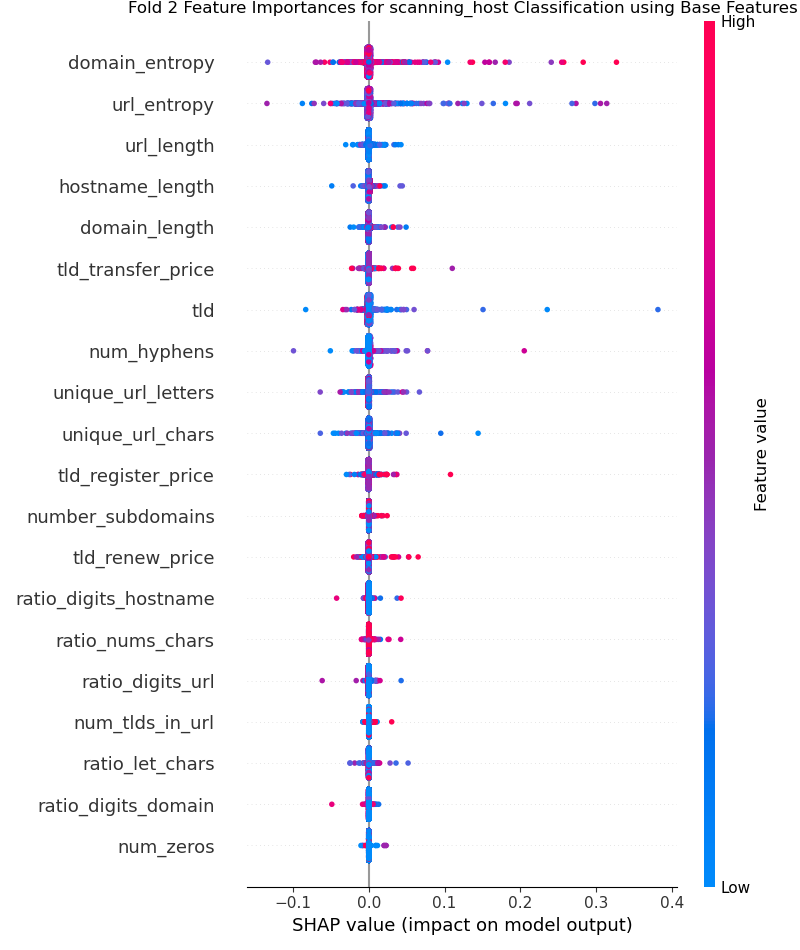 Fold 2 Feature Importances for scanning_host Classification using Base Features
High
domain_entropy
url_entropy
url_length
hostname_length
domain_length
tld_transfer_price
tld
num_hyphens
unique_url_letters
unique_url_chars
tld_register_price
number_subdomains
tld_renew_price
ratio_digits_hostname
ratio_nums_chars
ratio_digits_url
num_tlds_in_url
ratio_let_chars
ratio_digits_domain
num_zeros
Feature value
Low
−0.1 0.0 0.1 0.2 0.3 0.4
SHAP value (impact on model output)